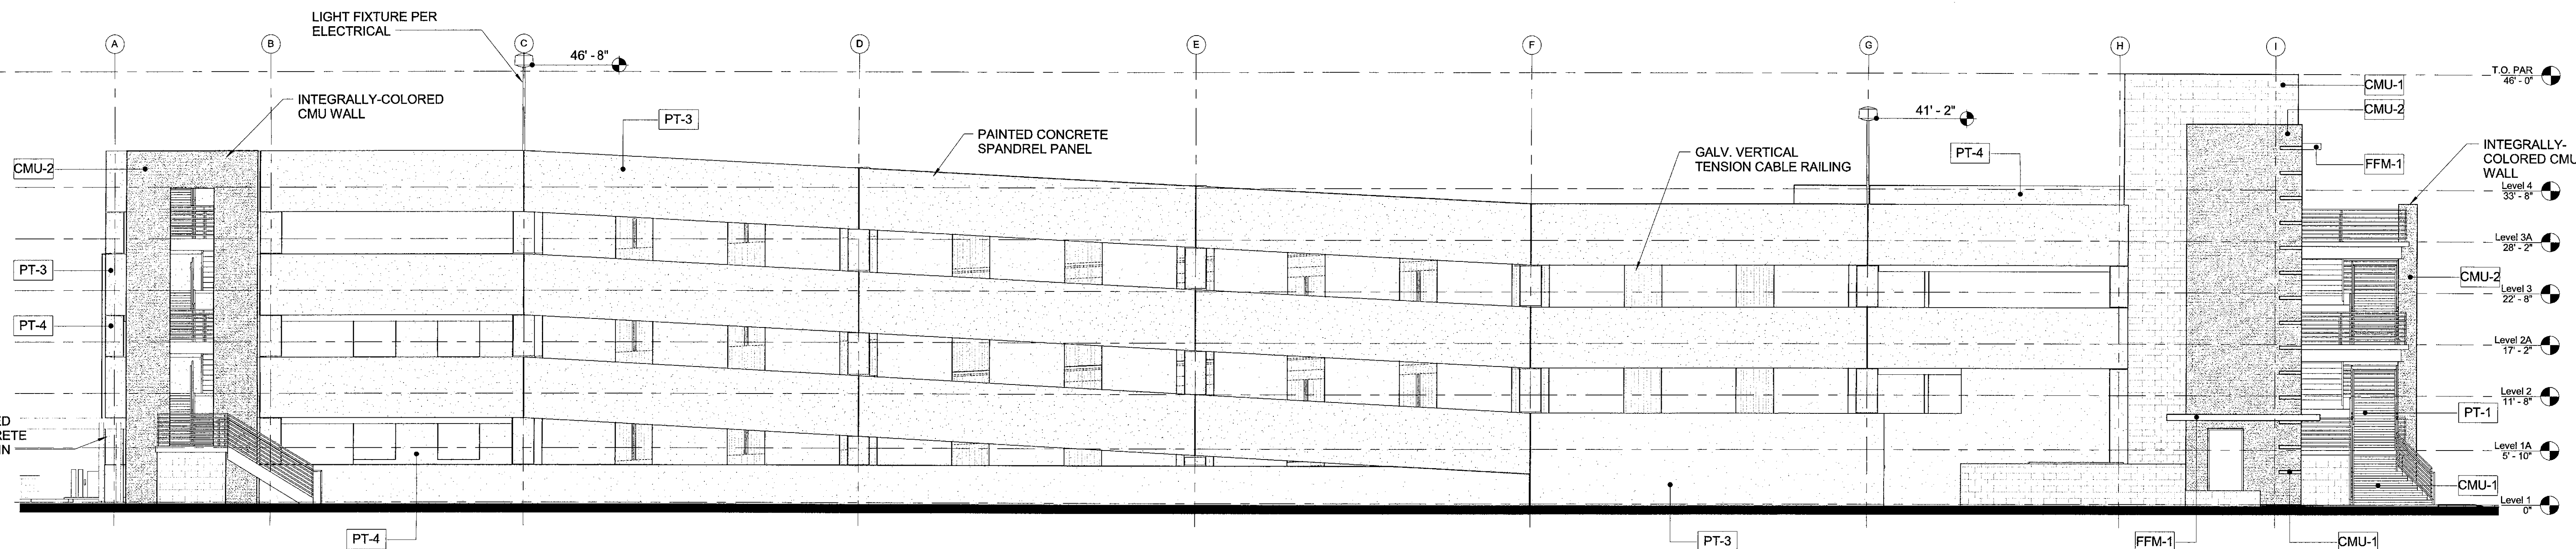 LIGHT FIXTURE PER
ELECTRICAL
A
B
C
D
E
F
G
H
I
46' - 8"
T.O. PAR
46' - 0"
CMU-1
INTEGRALLY-COLORED
CMU WALL
PT-3
41' - 2"
CMU-2
PAINTED CONCRETE
SPANDREL PANEL
GALV. VERTICAL
TENSION CABLE RAILING
PT-4
FFM-1
INTEGRALLY-
COLORED CMU
WALL
CMU-2
Level 4
33' - 8"
Level 3A
28' - 2"
PT-3
CMU-2
Level 3
22' - 8"
PT-4
Level 2A
17' - 2"
Level 2
11' - 8"
PT-1
ED
RETE
IN
Level 1A
5' - 10"
CMU-1
Level 1
0"
PT-4
PT-3
FFM-1
CMU-1